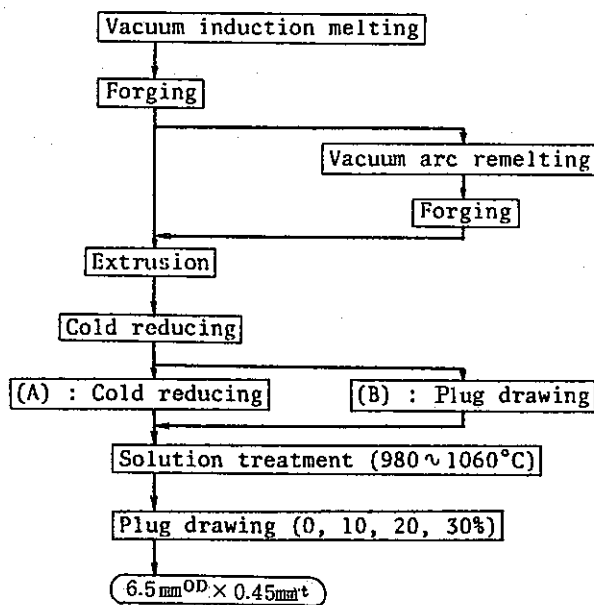 Vacuum induction melting
Forging
Vacuum arc remelting
Forging
Extrusion
Cold reducing
(A) : Cold reducing
(B) : Plug drawing
Solution treatment (980 ~ 1060°C)
Plug drawing (0, 10, 20, 30%)
6.5mmOD × 0.45mmt